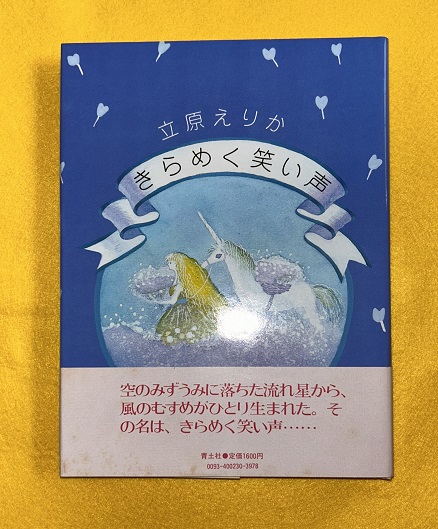 立原えりか
きらめく笑い声
空のみずうみに落ちた流れ星から、
風のむすめがひとり生まれた。そ
の名は、きらめく笑い声……
青土社●定価1600円
0093-400230-3978